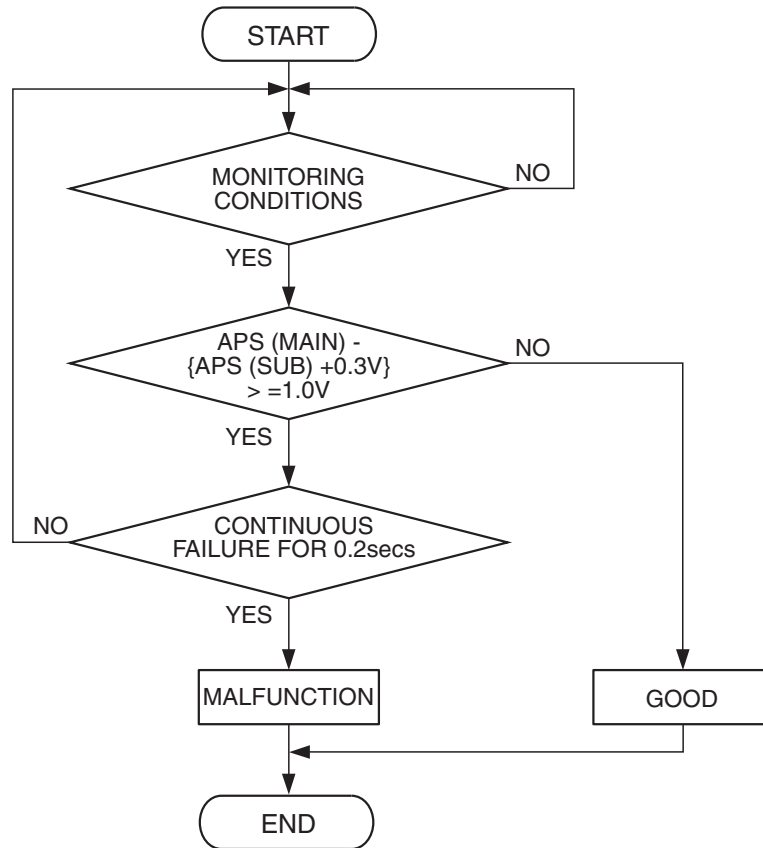 START
MONITORING
CONDITIONS
NO
YES
APS (MAIN) -
{APS (SUB) +0.3V}
> =1.0V
NO
YES
CONTINUOUS
FAILURE FOR 0.2secs
NO
YES
MALFUNCTION
GOOD
END